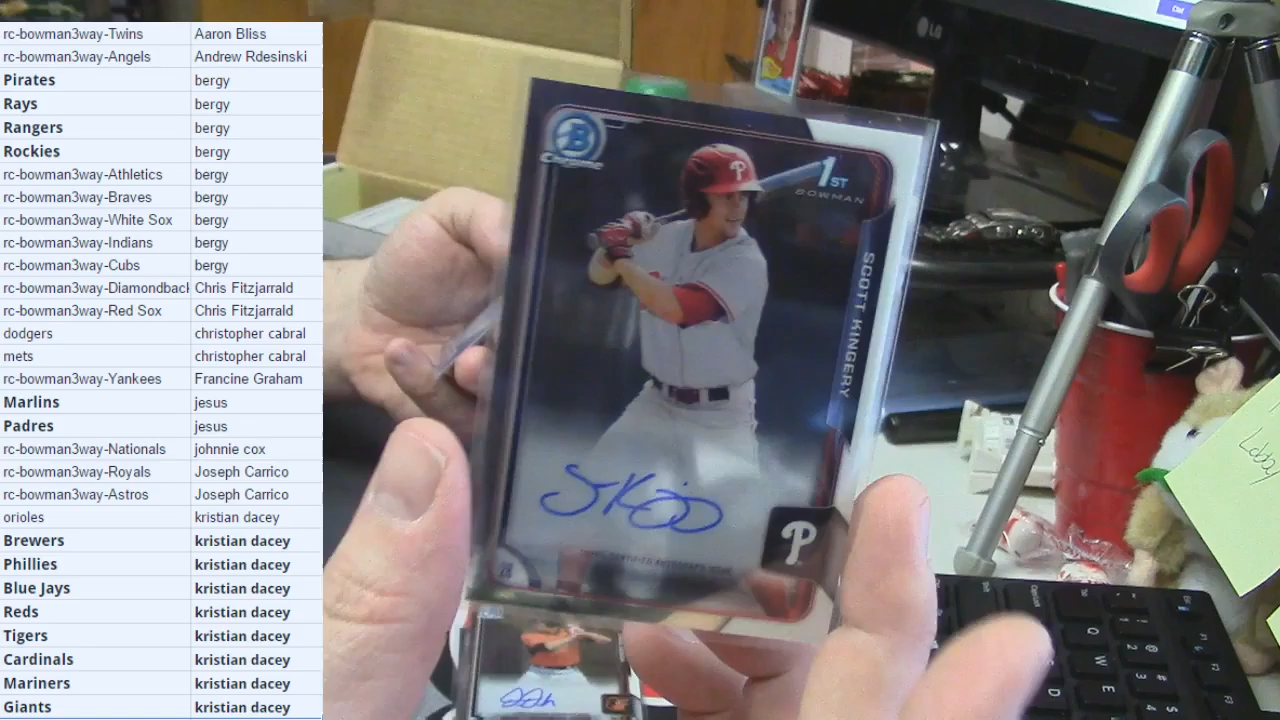 rc-bowman3way-Twins Aaron Bliss
rc-bowman3way-Angels Andrew Rdesinski
Pirates bergy
Rays bergy
Rangers bergy
Rockies bergy
rc-bowman3way-Athletics bergy
rc-bowman3way-Braves bergy
rc-bowman3way-White Sox bergy
rc-bowman3way-Indians bergy
rc-bowman3way-Cubs bergy
rc-bowman3way-Diamondback Chris Fitzjarrald
rc-bowman3way-Red Sox Chris Fitzjarrald
dodgers christopher cabral
mets christopher cabral
rc-bowman3way-Yankees Francine Graham
Marlins jesus
Padres jesus
rc-bowman3way-Nationals johnnie cox
rc-bowman3way-Royals Joseph Carrico
rc-bowman3way-Astros Joseph Carrico
orioles kristian dacey
Brewers kristian dacey
Phillies kristian dacey
Blue Jays kristian dacey
Reds kristian dacey
Tigers kristian dacey
Cardinals kristian dacey
Mariners kristian dacey
Giants kristian dacey
B
Chrome
1ST
BOWMAN
SCOTT KINGERY
P
P
LG
Lobby
Q
W
E
D